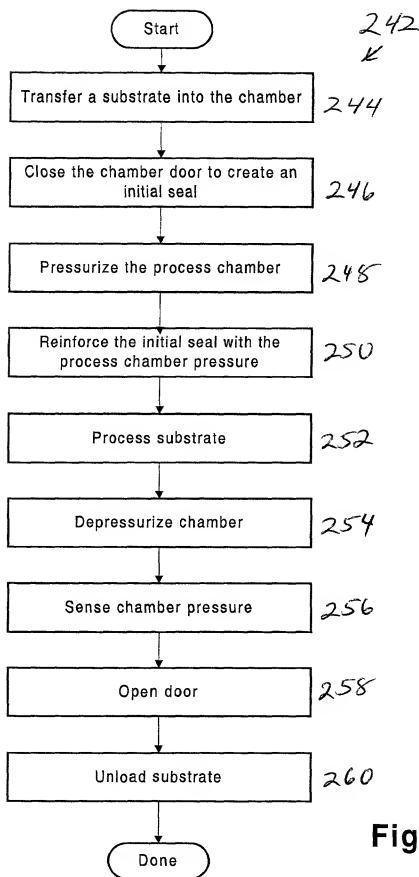 Start
242
Transfer a substrate into the chamber
244
Close the chamber door to create an
initial seal
246
Pressurize the process chamber
248
Reinforce the initial seal with the
process chamber pressure
250
Process substrate
252
Depressurize chamber
254
Sense chamber pressure
256
Open door
258
Unload substrate
260
Fig
Done